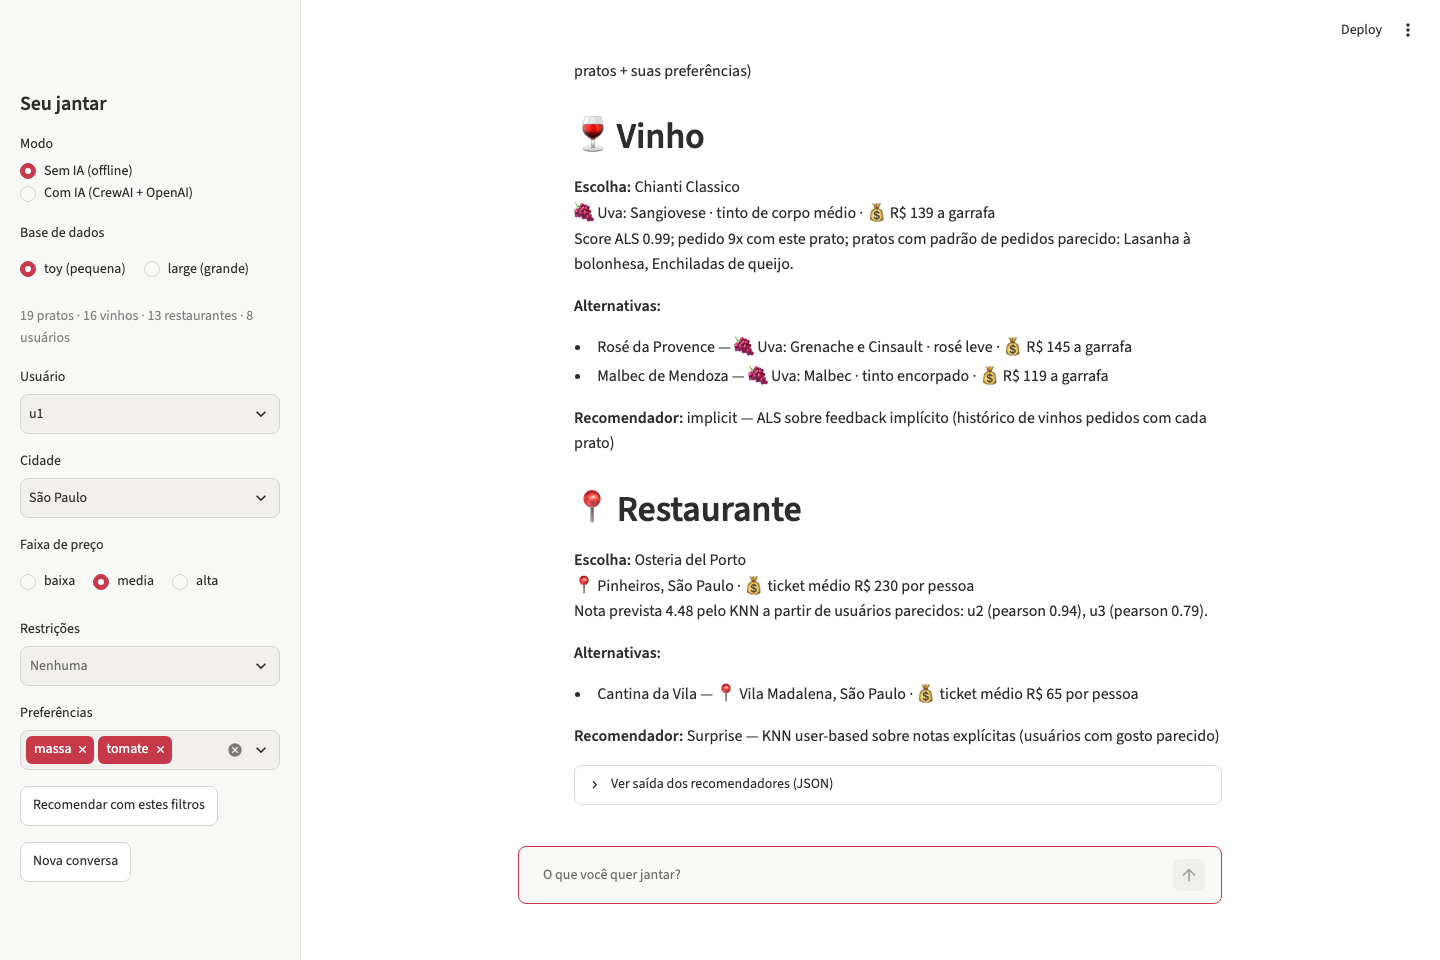 Deploy
Seu jantar
Modo
Sem IA (offline)
Com IA (CrewAI + OpenAI)
Base de dados
toy (pequena)
large (grande)
19 pratos · 16 vinhos · 13 restaurantes · 8
usuários
Usuário
u1
Cidade
São Paulo
Faixa de preço
baixa
media
alta
Restrições
Nenhuma
Preferências
massa
tomate
Recomendar com estes filtros
Nova conversa
pratos + suas preferências)
Vinho
Escolha: Chianti Classico
Uva: Sangiovese · tinto de corpo médio · R$ 139 a garrafa
Score ALS 0.99; pedido 9x com este prato; pratos com padrão de pedidos parecido: Lasanha à
bolonhesa, Enchiladas de queijo.
Alternativas:
Rosé da Provence — Uva: Grenache e Cinsault · rosé leve · R$ 145 a garrafa
Malbec de Mendoza — Uva: Malbec · tinto encorpado · R$ 119 a garrafa
Recomendador: implicit — ALS sobre feedback implícito (histórico de vinhos pedidos com cada
prato)
Restaurante
Escolha: Osteria del Porto
Pinheiros, São Paulo · ticket médio R$ 230 por pessoa
Nota prevista 4.48 pelo KNN a partir de usuários parecidos: u2 (pearson 0.94), u3 (pearson 0.79).
Alternativas:
Cantina da Vila — Vila Madalena, São Paulo · ticket médio R$ 65 por pessoa
Recomendador: Surprise — KNN user-based sobre notas explícitas (usuários com gosto parecido)
Ver saída dos recomendadores (JSON)
O que você quer jantar?